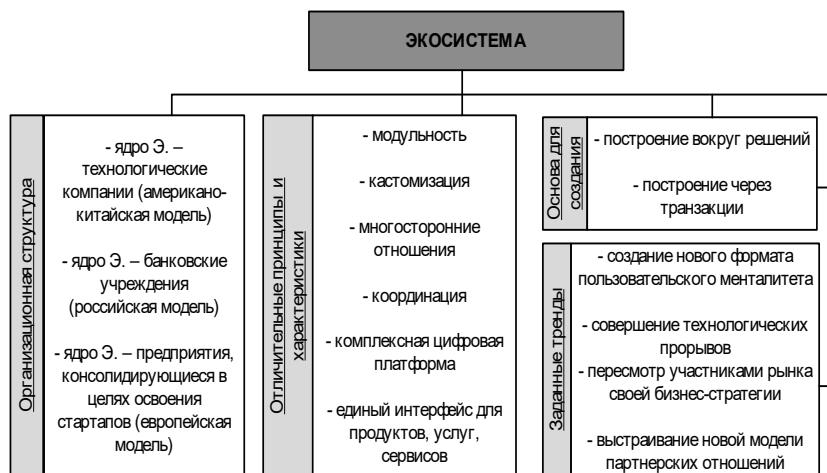 ЭКОСИСТЕМА
Организационная структура
- ядро Э. –
технологические
компании (американо-
китайская модель)
- ядро Э. – банковские
учреждения
(российская модель)
- ядро Э. – предприятия,
консолидирующиеся в
целях освоения
стартапов (европейская
модель)
Отличительные принципы и
характеристики
- модульность
- кастомизация
- многосторонние
отношения
- координация
- комплексная цифровая
платформа
- единый интерфейс для
продуктов, услуг,
сервисов
Основа для
создания
- построение вокруг решений
- построение через
транзакции
Заданные тренды
- создание нового формата
пользовательского менталитета
- совершение технологических
прорывов
- пересмотр участниками рынка
своей бизнес-стратегии
- выстраивание новой модели
партнерских отношений